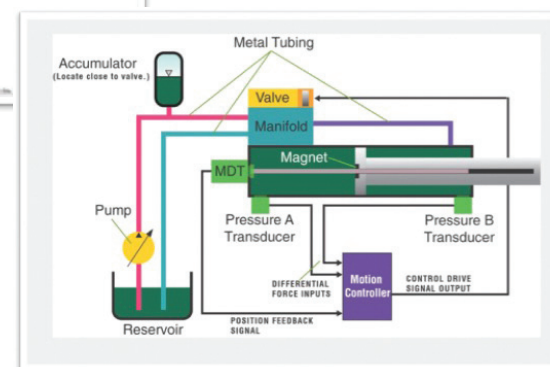 Metal Tubing
Accumulator
(Locate close to valve.)
Valve
Manifold
Magnet
MDT
Pump
Pressure A
Transducer
Pressure B
Transducer
DIFFERENTIAL
FORCE INPUTS
Motion
Controller
CONTROL DRIVE
SIGNAL OUTPUT
POSITION FEEDBACK
SIGNAL
Reservoir